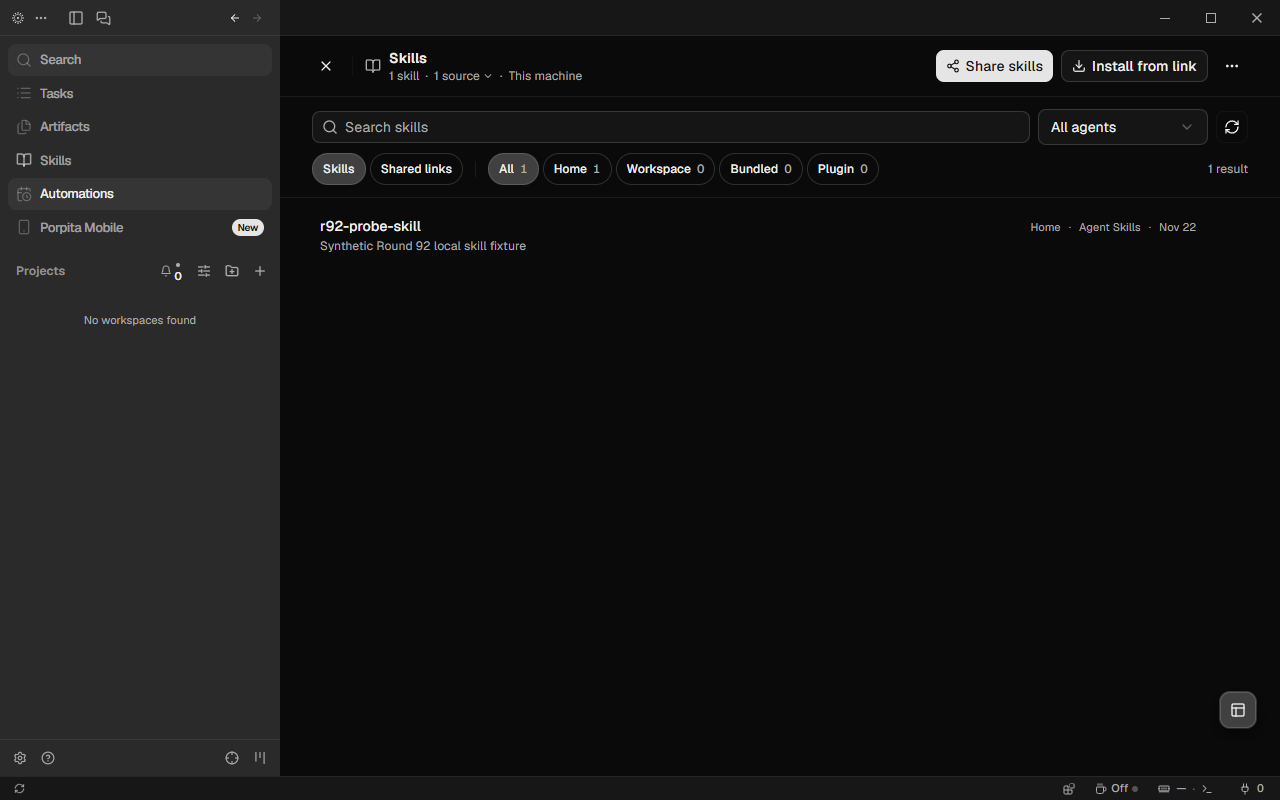 Search
Tasks
Artifacts
Skills
Automations
Porpita Mobile New
Projects 0
No workspaces found
Skills
1 skill · 1 source · This machine
Share skills
Install from link
Search skills
All agents
Skills Shared links All 1 Home 1 Workspace 0 Bundled 0 Plugin 0 1 result
r92-probe-skill
Synthetic Round 92 local skill fixture
Home · Agent Skills · Nov 22
Off — · 0